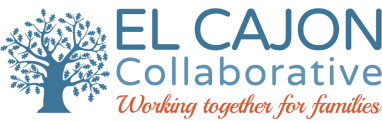 EL CAJON
Collaborative
Working together for families